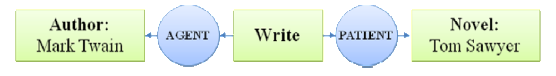 Author:
Mark Twain
AGENT
Write
PATIENT
Novel:
Tom Sawyer